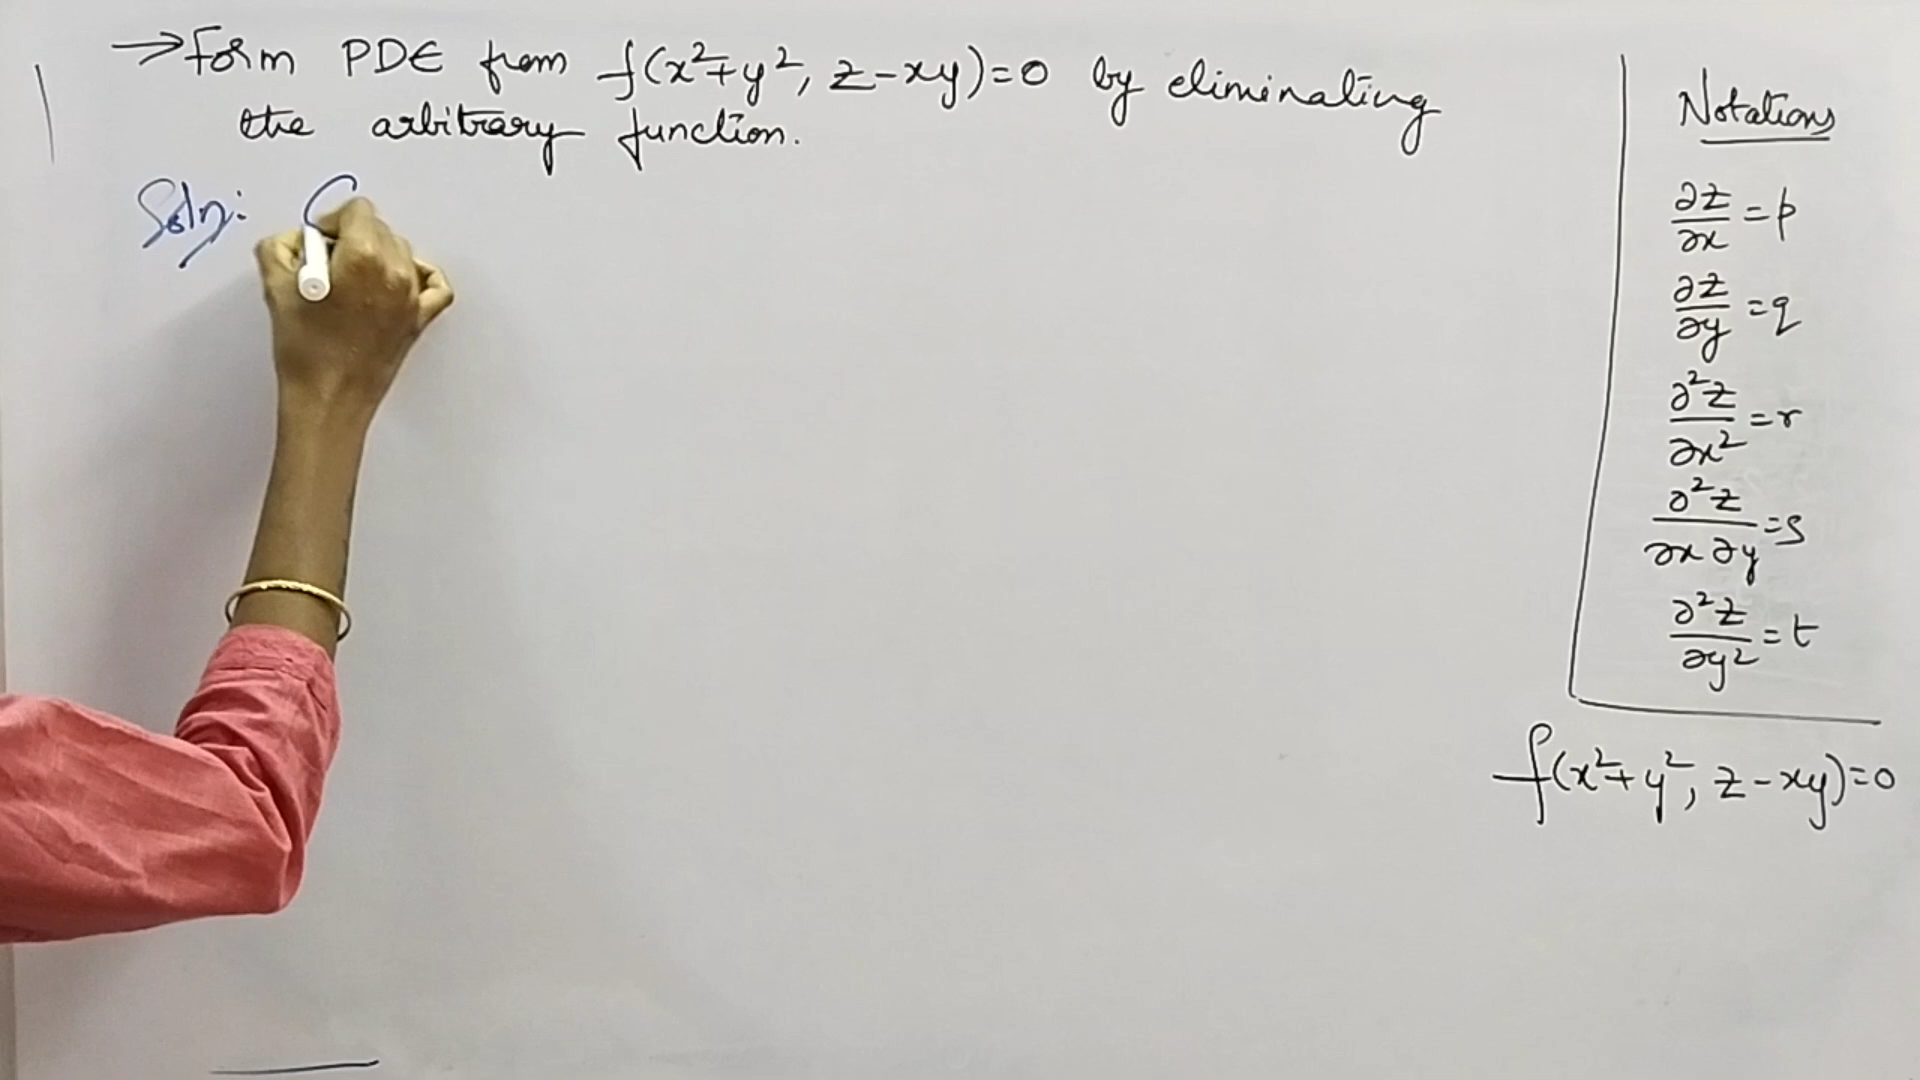 → Form PDE from f(x²+y², z-xy)=0 by eliminating
the arbitrary function.
Soln:
Notations
∂z/∂x = p
∂z/∂y = q
∂²z/∂x² = r
∂²z/∂x∂y = s
∂²z/∂y² = t
f(x²+y², z-xy)=0